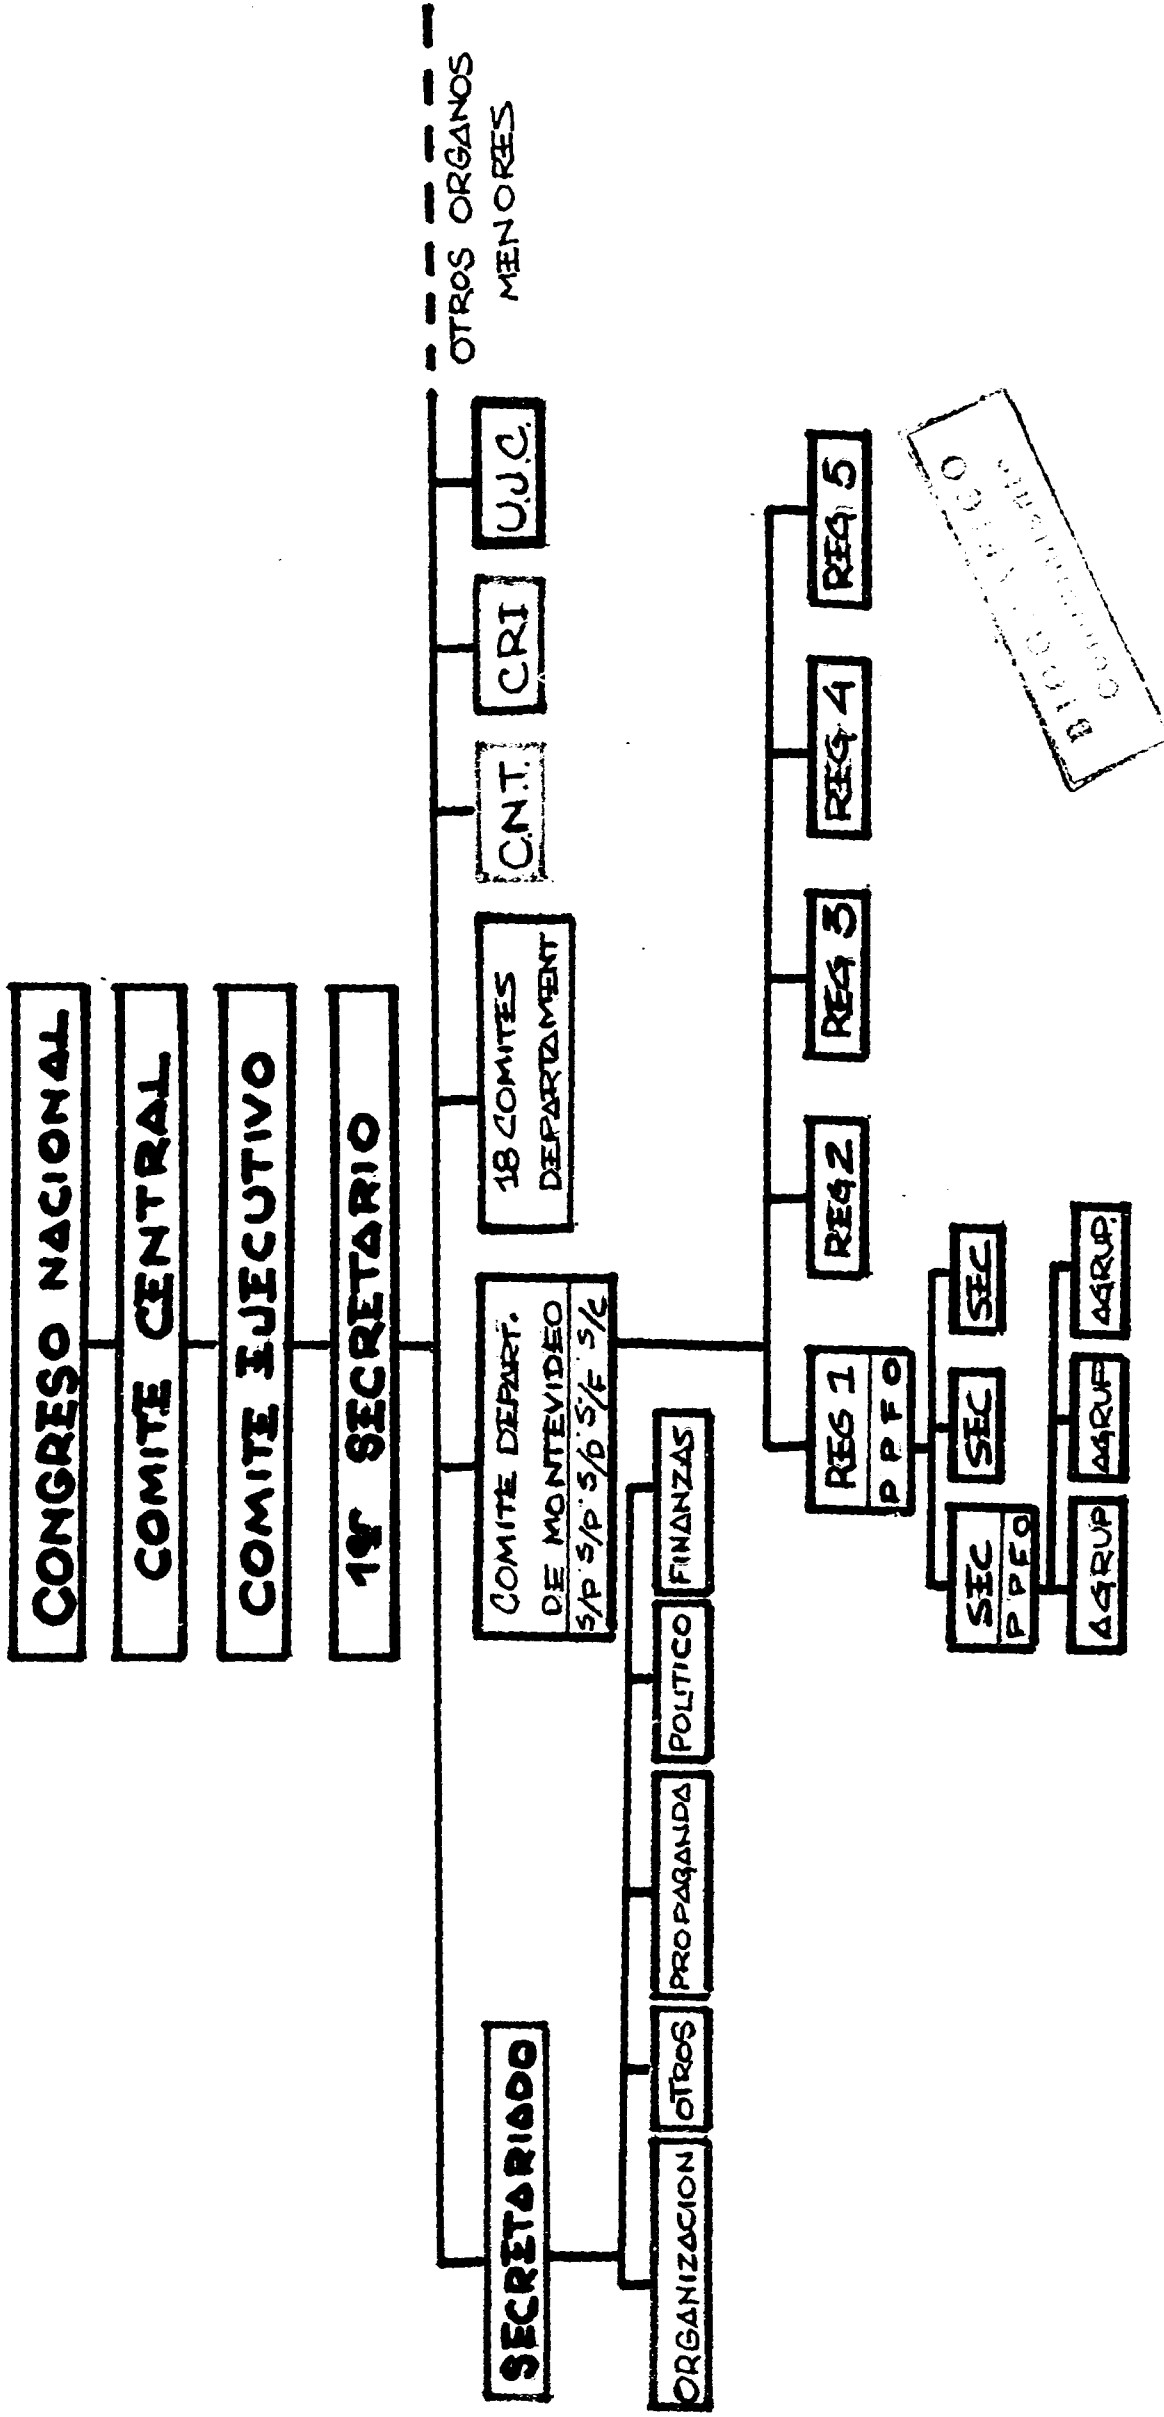 CONGRESO NACIONAL
COMITE CENTRAL
COMITE EJECUTIVO
1er SECRETARIO
SECRETARIADO
COMITE DEPART.
DE MONTEVIDEO
S/P S/P S/D S/F S/C
18 COMITES
DEPARTAMENT
C.N.T.
CRI
U.J.C.
OTROS ORGANOS
MENORES
ORGANIZACION
OTROS
PROPAGANDA
POLITICO
FINANZAS
REG 1
P P F O
REG 2
REG 3
REG 4
REG 5
SEC
P P F O
SEC
SEC
AGRUP
AGRUP
AGRUP.